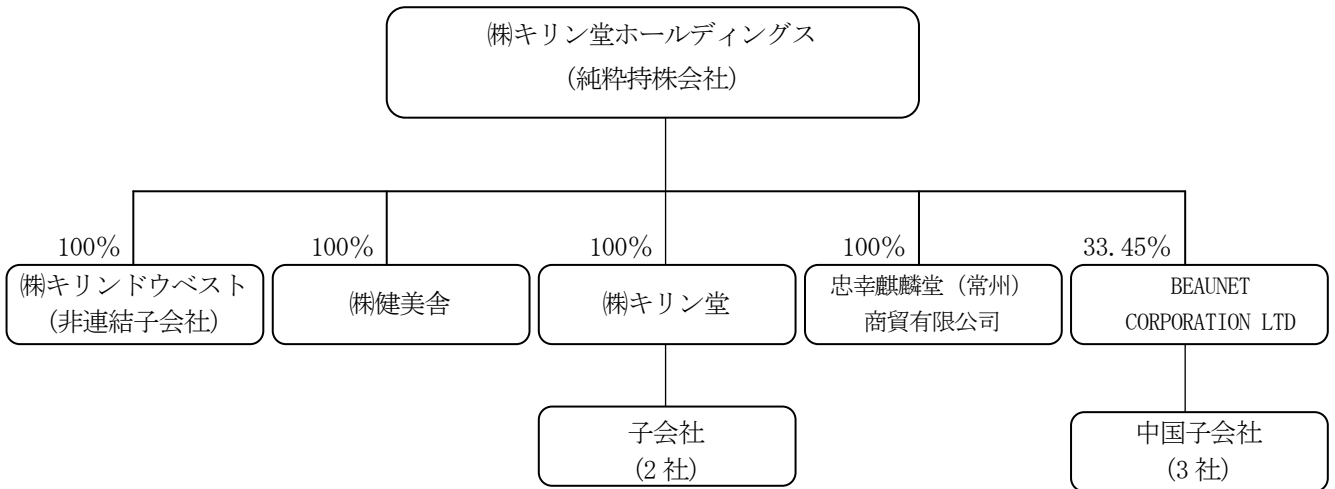 ㈱キリン堂ホールディングス
(純粋持株会社)
100%
100%
100%
100%
33.45%
㈱キリンドウベスト
(非連結子会社)
㈱健美舎
㈱キリン堂
忠幸麒麟堂（常州）
商貿有限公司
BEAUNET
CORPORATION LTD
子会社
(2 社)
中国子会社
(3 社)